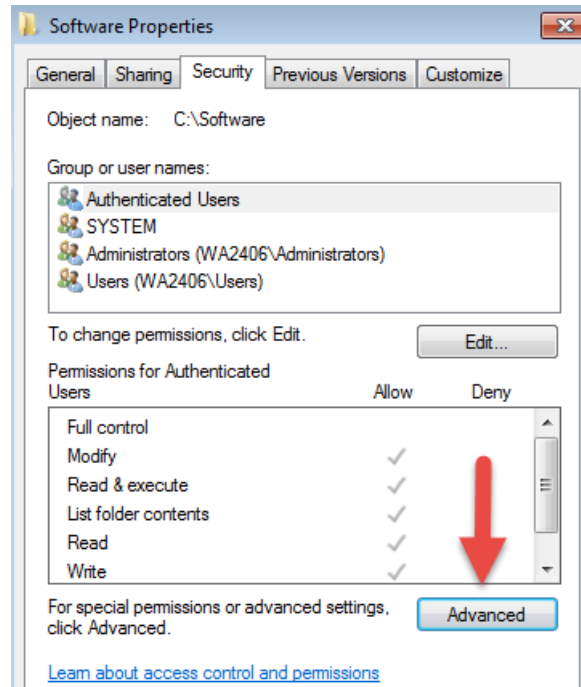 Software Properties
General Sharing Security Previous Versions Customize
Object name: C:\Software
Group or user names:
Authenticated Users
SYSTEM
Administrators (WA2406\Administrators)
Users (WA2406\Users)
To change permissions, click Edit.
Edit...
Permissions for Authenticated
Users Allow Deny
Full control
Modify
Read & execute
List folder contents
Read
Write
For special permissions or advanced settings,
click Advanced.
Advanced
Learn about access control and permissions